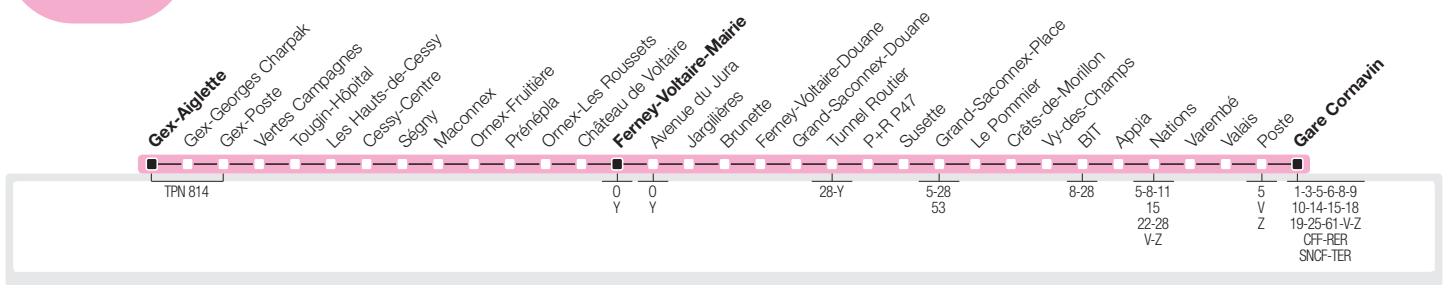 Gex-Aiglette
Gex-Georges Charpak
Gex-Poste
Vertes Campagnes
Tougin-Hôpital
Les Hauts-de-Cessy
Cessy-Centre
Ségny
Maconnex
Ornex-Fruitière
Prénépla
Ornex-Les Roussets
Château de Voltaire
Ferney-Voltaire-Mairie
Avenue du Jura
Jargilières
Brunette
Ferney-Voltaire-Douane
Grand-Saconnex-Douane
Tunnel Routier
P+R P47
Susette
Grand-Saconnex-Place
Le Pommier
Crêts-de-Morillon
Vy-des-Champs
BIT
Appia
Nations
Varembé
Valais
Poste
Gare Cornavin
TPN 814
O
Y
O
Y
28-Y
5-28
53
8-28
5-8-11
15
22-28
V-Z
5
V
Z
1-3-5-6-8-9
10-14-15-18
19-25-61-V-Z
CFF-RER
SNCF-TER